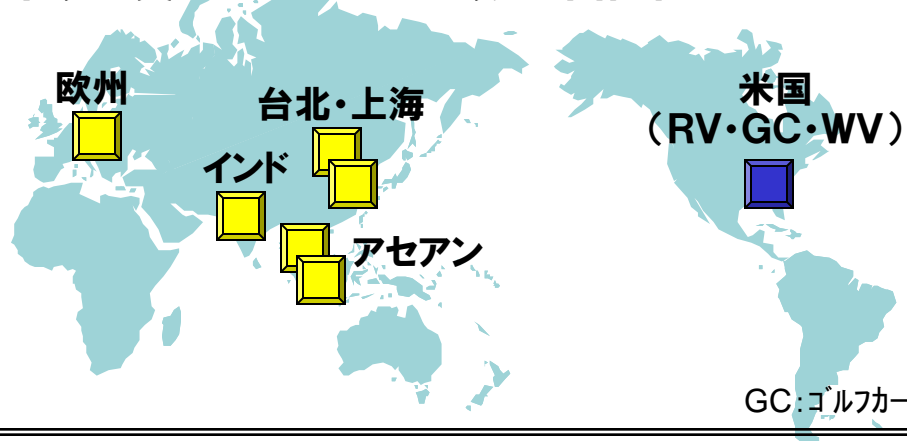 欧州
台北・上海
インド
アセアン
米国
(RV・GC・WV)
GC:ゴルフカー